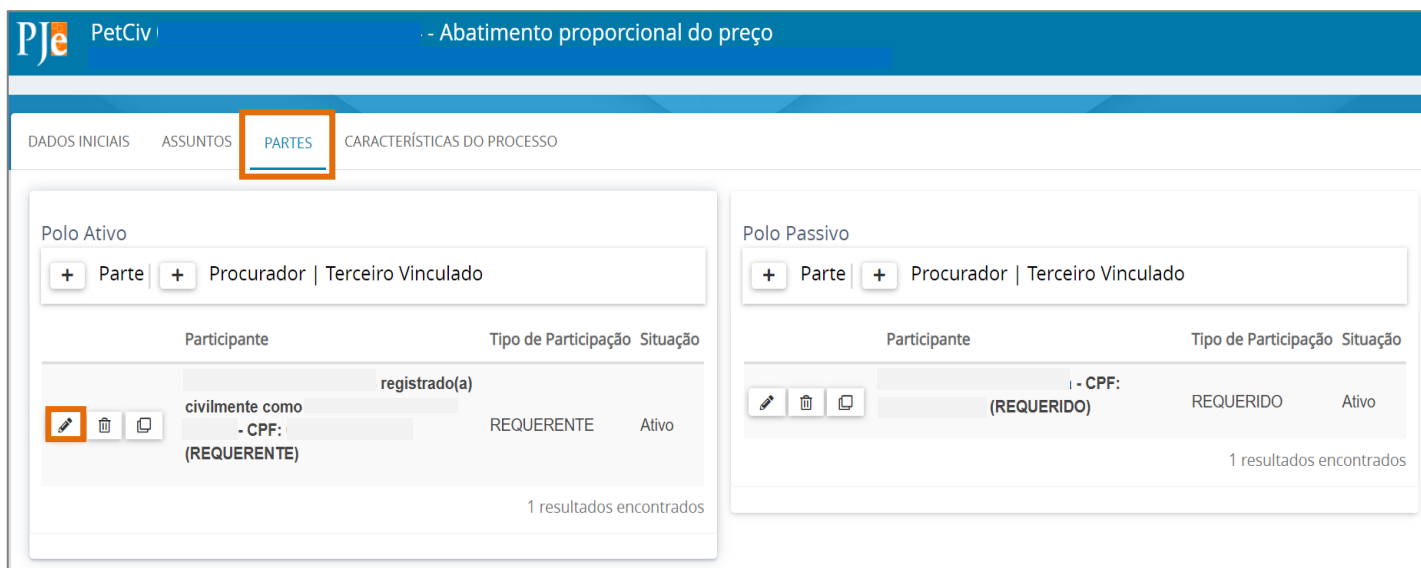 PJe PetCiv - Abatimento proporcional do preço
DADOS INICIAIS ASSUNTOS PARTES CARACTERÍSTICAS DO PROCESSO
Polo Ativo
+ Parte + Procurador | Terceiro Vinculado
Participante Tipo de Participação Situação
registrado(a)
civilmente como
- CPF:
(REQUERENTE)
REQUERENTE Ativo
1 resultados encontrados
Polo Passivo
+ Parte + Procurador | Terceiro Vinculado
Participante Tipo de Participação Situação
- CPF:
(REQUERIDO)
REQUERIDO Ativo
1 resultados encontrados